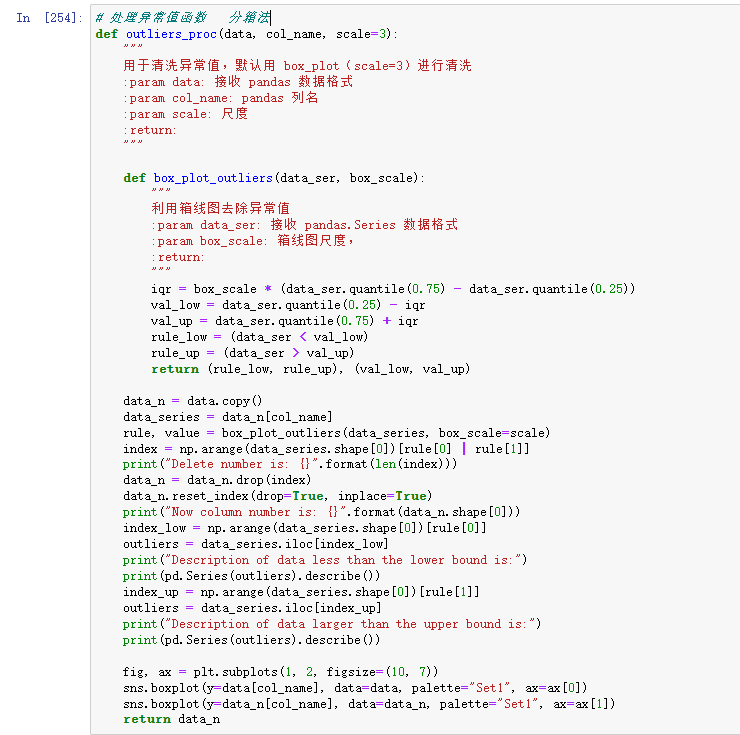 In [254]: # 处理异常值函数   分箱法
def outliers_proc(data, col_name, scale=3):
    """
    用于清洗异常值，默认用 box_plot（scale=3）进行清洗
    :param data: 接收 pandas 数据格式
    :param col_name: pandas 列名
    :param scale: 尺度
    :return:
    """

    def box_plot_outliers(data_ser, box_scale):
        """
        利用箱线图去除异常值
        :param data_ser: 接收 pandas.Series 数据格式
        :param box_scale: 箱线图尺度，
        :return:
        """
        iqr = box_scale * (data_ser.quantile(0.75) - data_ser.quantile(0.25))
        val_low = data_ser.quantile(0.25) - iqr
        val_up = data_ser.quantile(0.75) + iqr
        rule_low = (data_ser < val_low)
        rule_up = (data_ser > val_up)
        return (rule_low, rule_up), (val_low, val_up)

    data_n = data.copy()
    data_series = data_n[col_name]
    rule, value = box_plot_outliers(data_series, box_scale=scale)
    index = np.arange(data_series.shape[0])[rule[0] | rule[1]]
    print("Delete number is: {}".format(len(index)))
    data_n = data_n.drop(index)
    data_n.reset_index(drop=True, inplace=True)
    print("Now column number is: {}".format(data_n.shape[0]))
    index_low = np.arange(data_series.shape[0])[rule[0]]
    outliers = data_series.iloc[index_low]
    print("Description of data less than the lower bound is:")
    print(pd.Series(outliers).describe())
    index_up = np.arange(data_series.shape[0])[rule[1]]
    outliers = data_series.iloc[index_up]
    print("Description of data larger than the upper bound is:")
    print(pd.Series(outliers).describe())

    fig, ax = plt.subplots(1, 2, figsize=(10, 7))
    sns.boxplot(y=data[col_name], data=data, palette="Set1", ax=ax[0])
    sns.boxplot(y=data_n[col_name], data=data_n, palette="Set1", ax=ax[1])
    return data_n